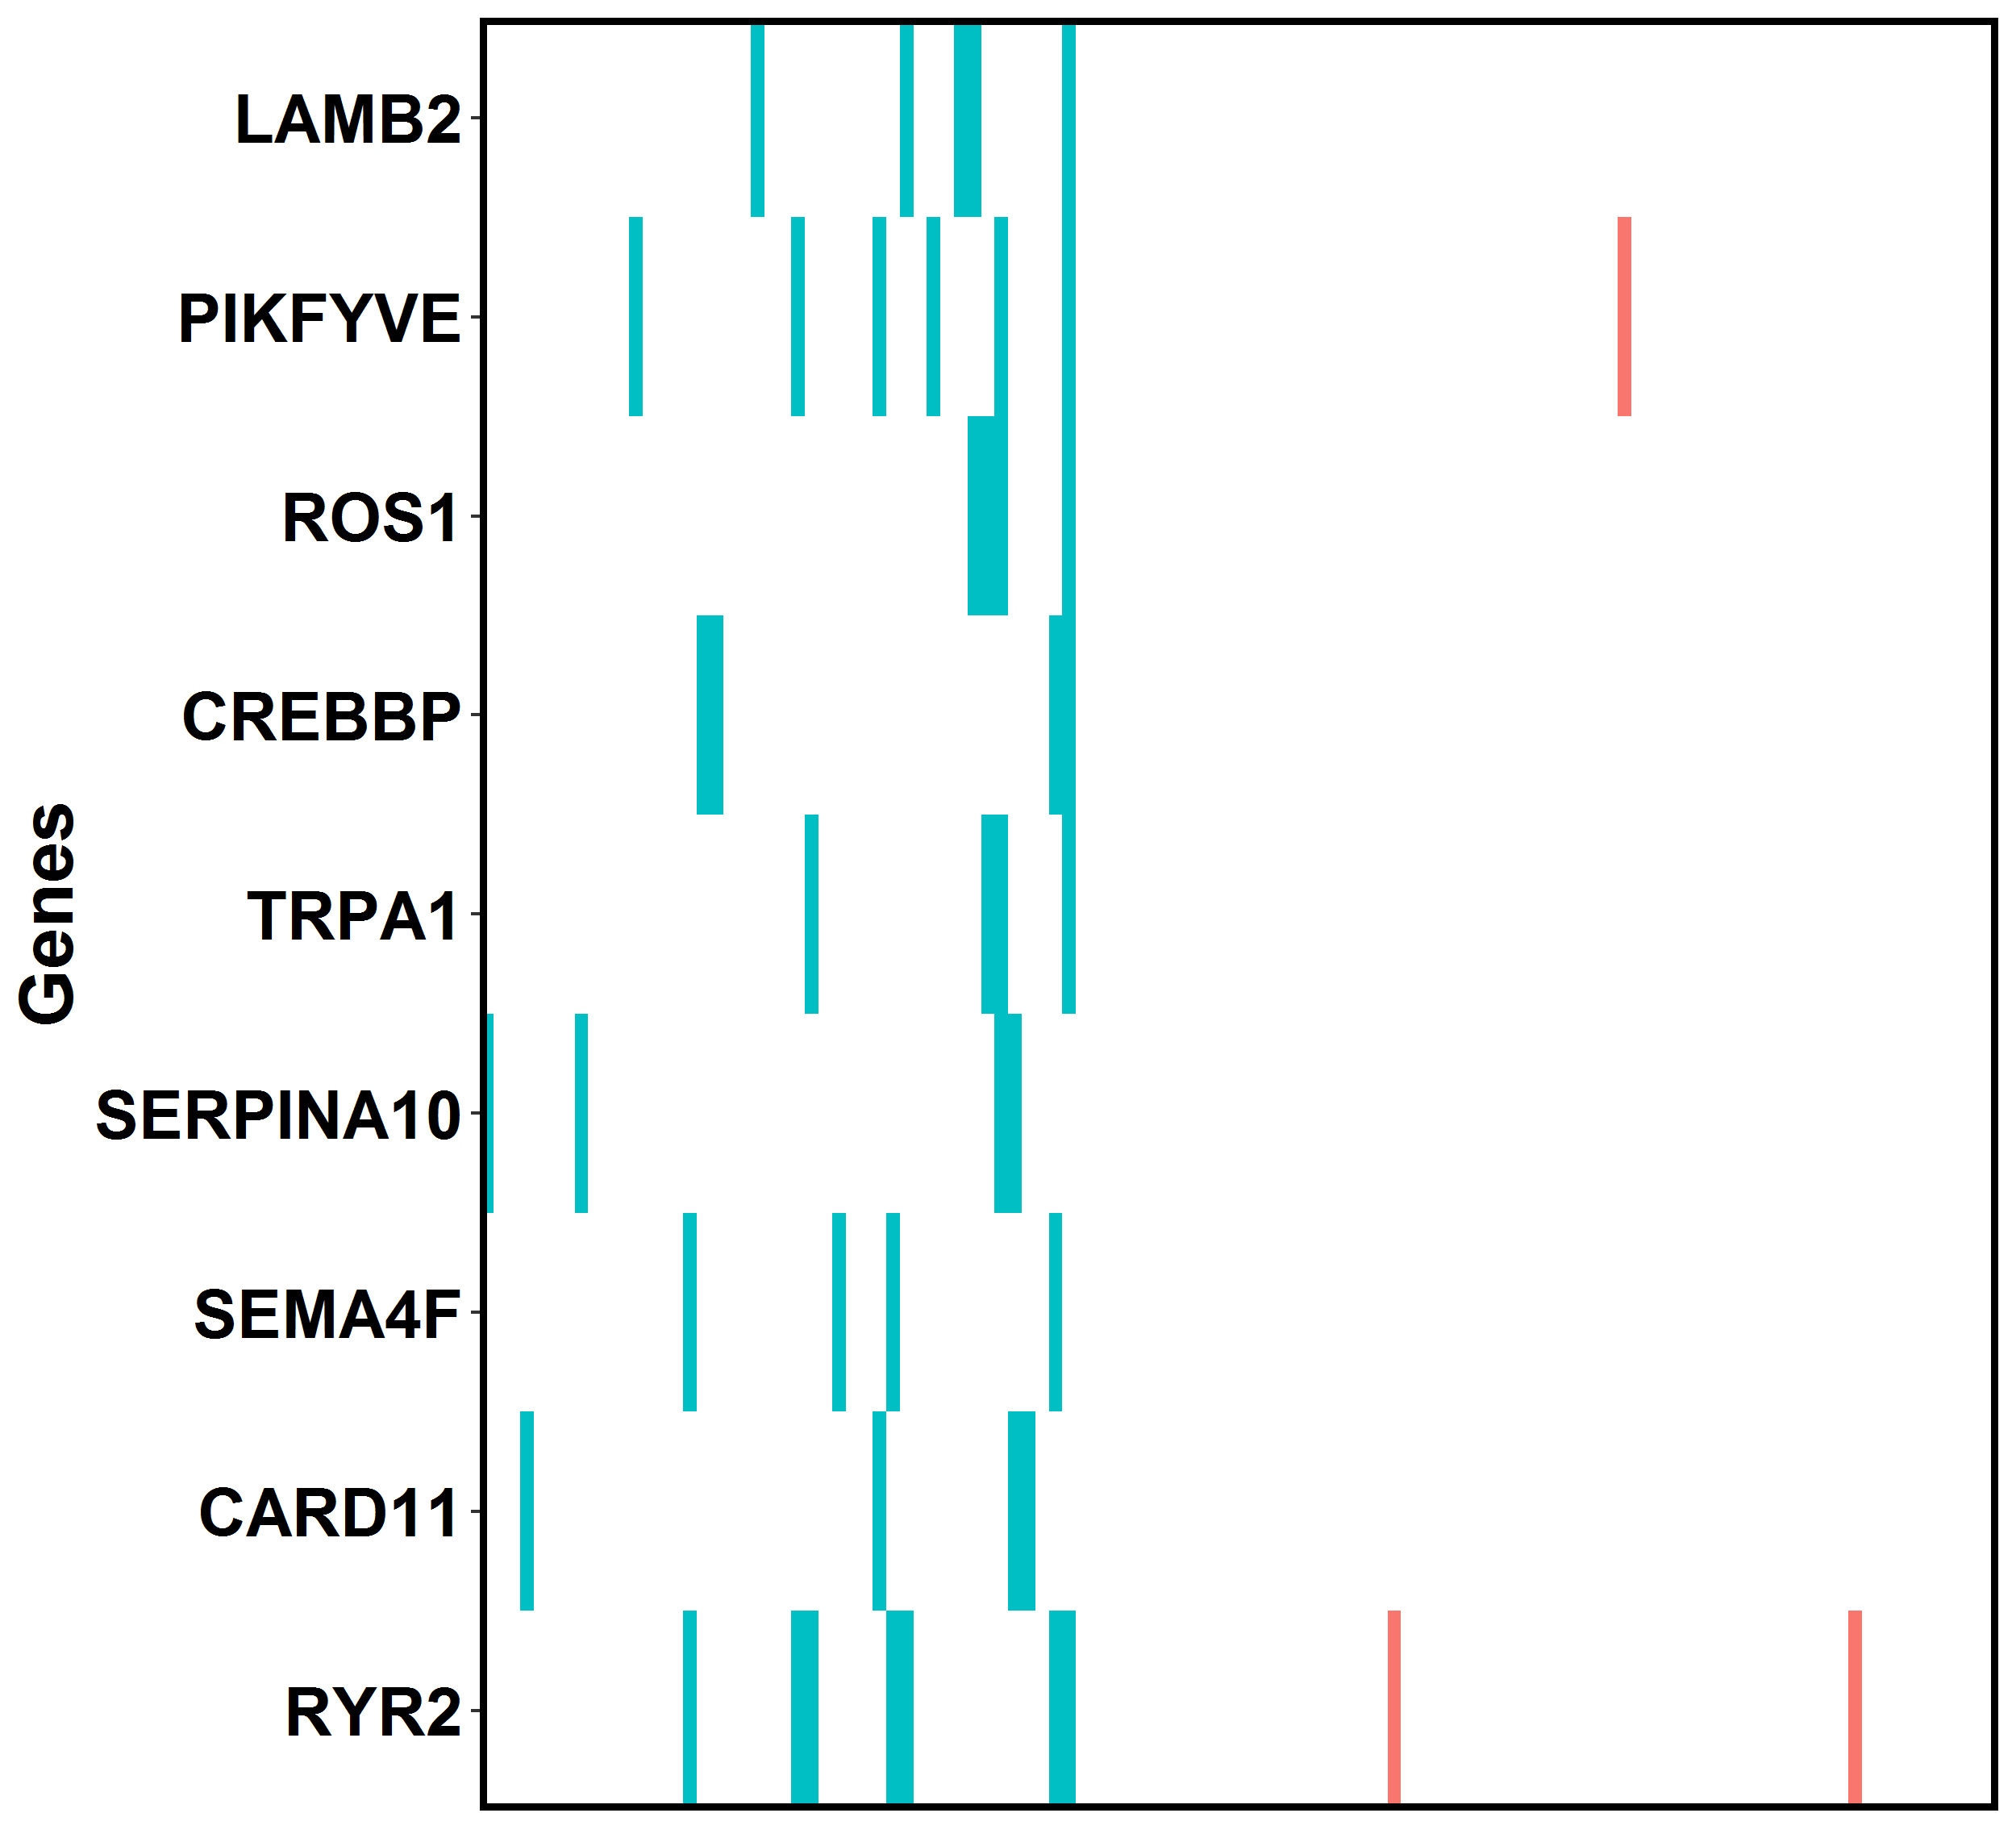 LAMB2
PIKFYVE
ROS1
CREBBP
TRPA1
SERPINA10
SEMA4F
CARD11
RYR2
Genes